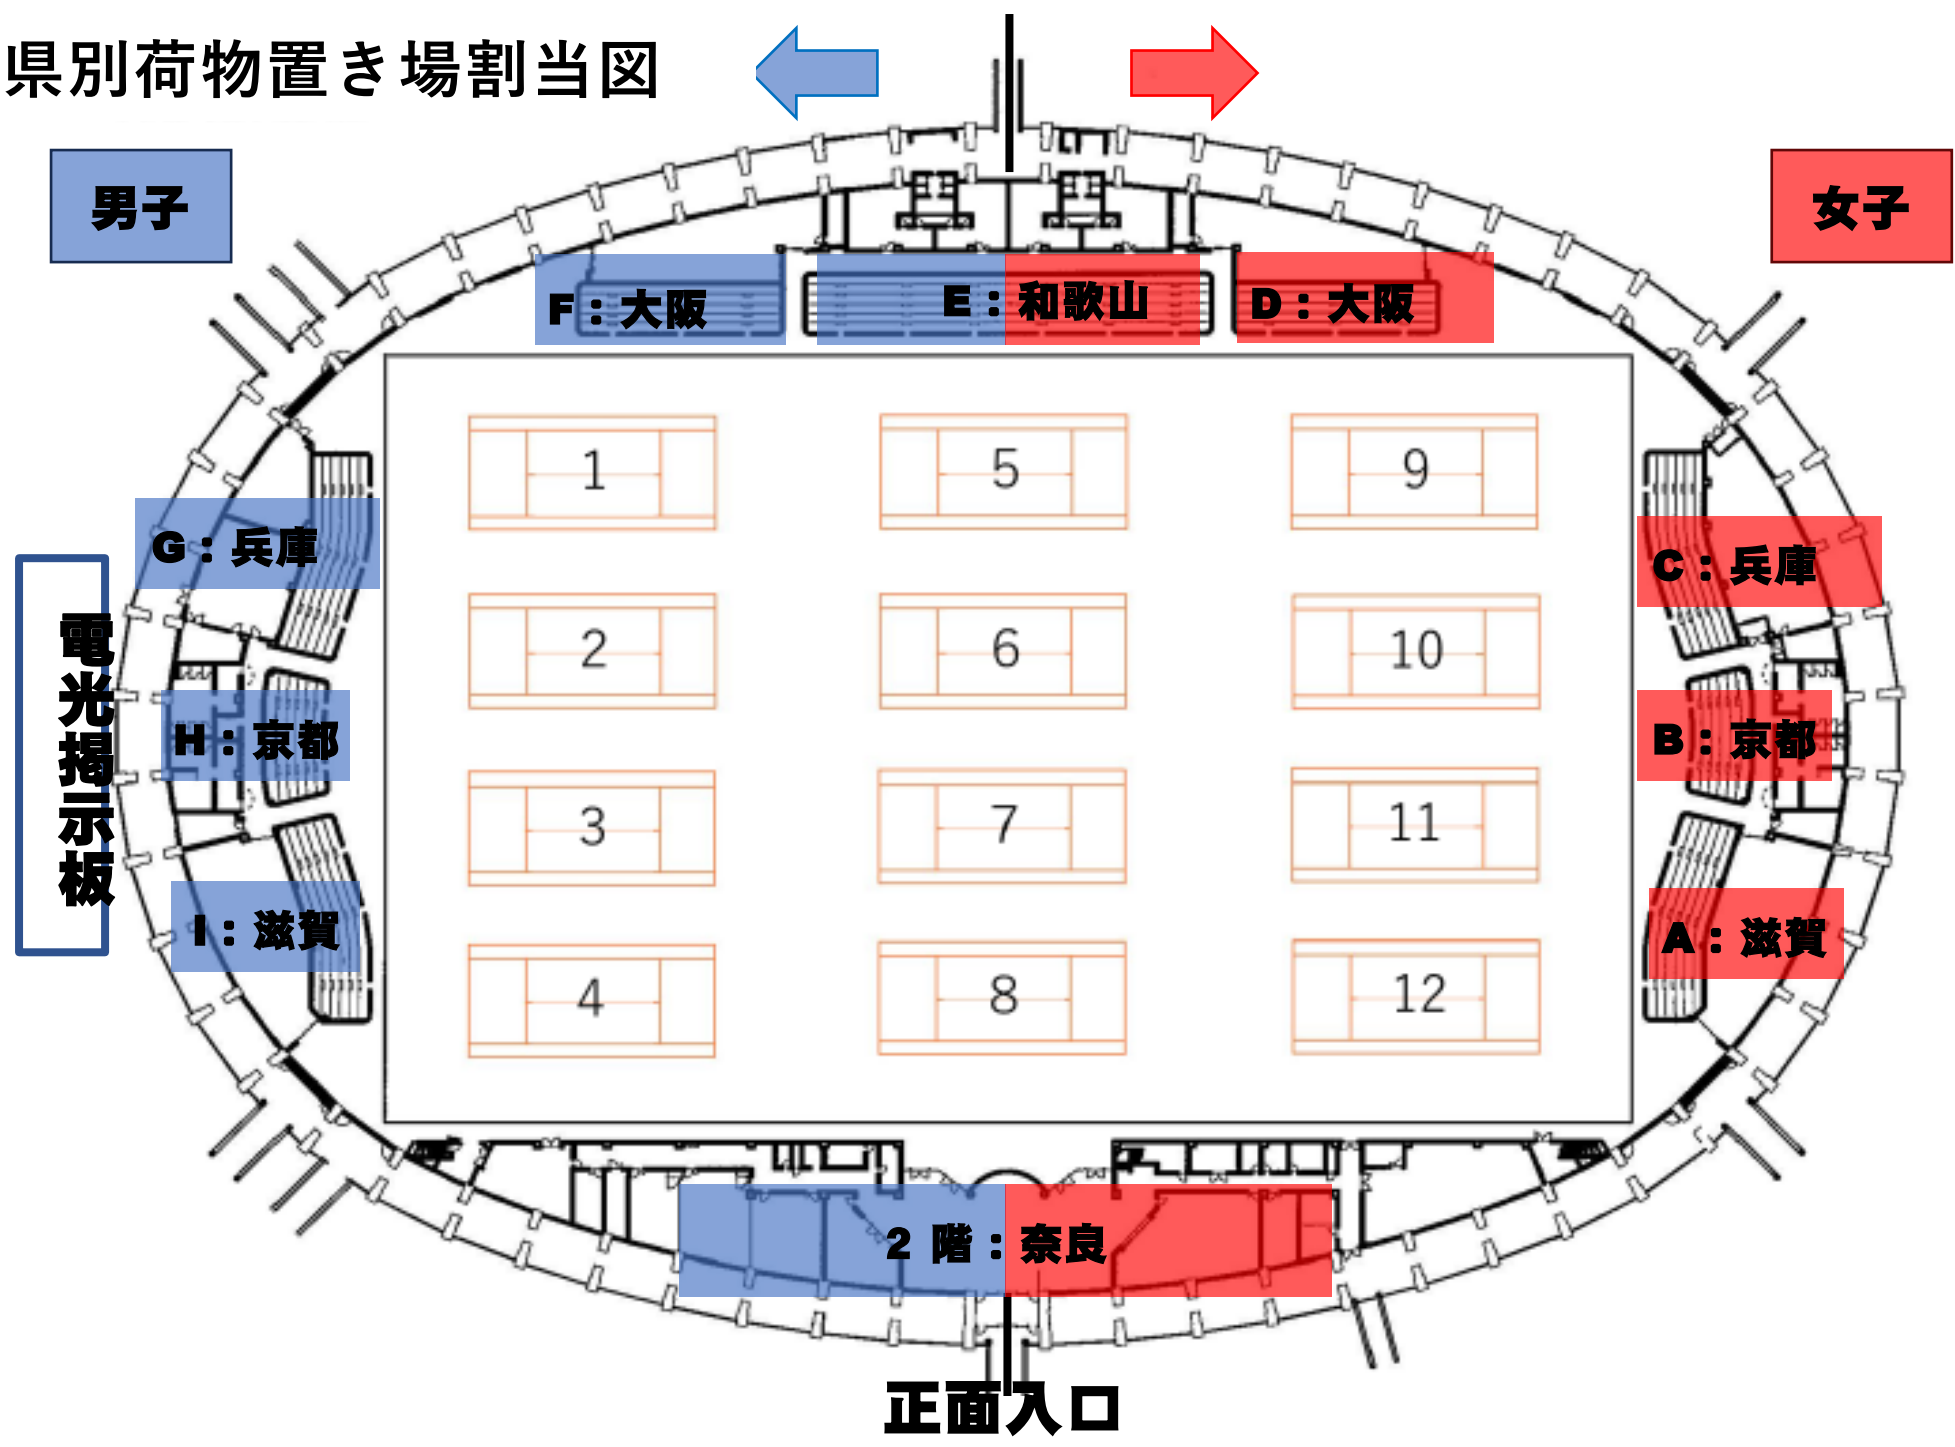 県別荷物置き場割当図
男子
女子
F：大阪
E：和歌山
D：大阪
1
5
9
G：兵庫
C：兵庫
電光掲示板
2
6
10
H：京都
B：京都
3
7
11
I：滋賀
A：滋賀
4
8
12
2 階：奈良
正面入口